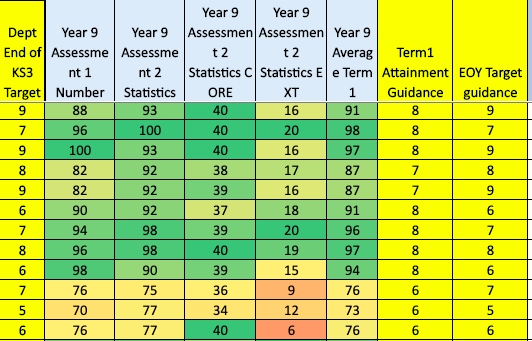 Dept End of KS3 Target | Year 9 Assessment 1 Number | Year 9 Assessment 2 Statistics | Year 9 Assessment 2 Statistics CORE | Year 9 Assessment 2 Statistics EXT | Year 9 Average Term 1 | Term1 Attainment Guidance | EOY Target guidance
9 88 93 40 16 91 8 9
7 96 100 40 20 98 8 7
9 100 93 40 16 97 8 9
8 82 92 38 17 87 7 8
9 82 92 39 16 87 7 9
6 90 92 37 18 91 8 6
7 94 98 39 20 96 8 7
8 96 98 40 19 97 8 8
6 98 90 39 15 94 8 6
7 76 75 36 9 76 6 7
5 70 77 34 12 73 6 5
6 76 77 40 6 76 6 6